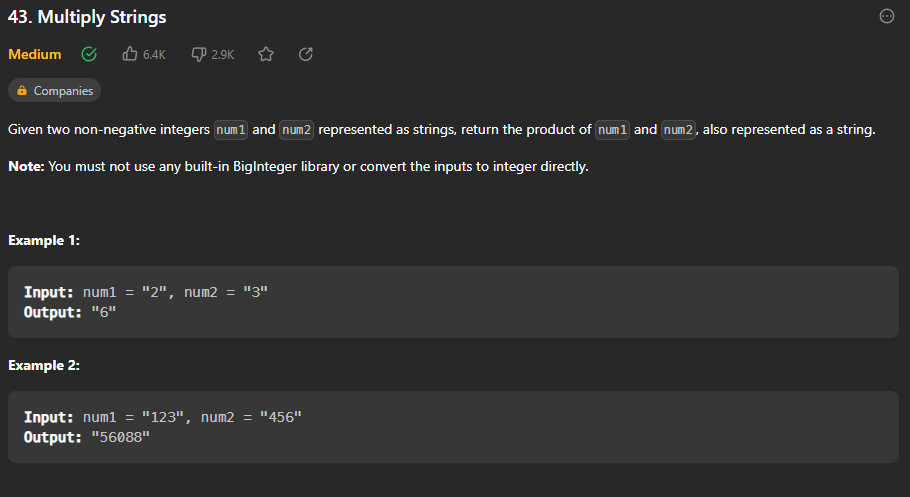 43. Multiply Strings
Medium 6.4K 2.9K
Companies
Given two non-negative integers num1 and num2 represented as strings, return the product of num1 and num2, also represented as a string.
Note: You must not use any built-in BigInteger library or convert the inputs to integer directly.
Example 1:
Input: num1 = "2", num2 = "3"
Output: "6"
Example 2:
Input: num1 = "123", num2 = "456"
Output: "56088"